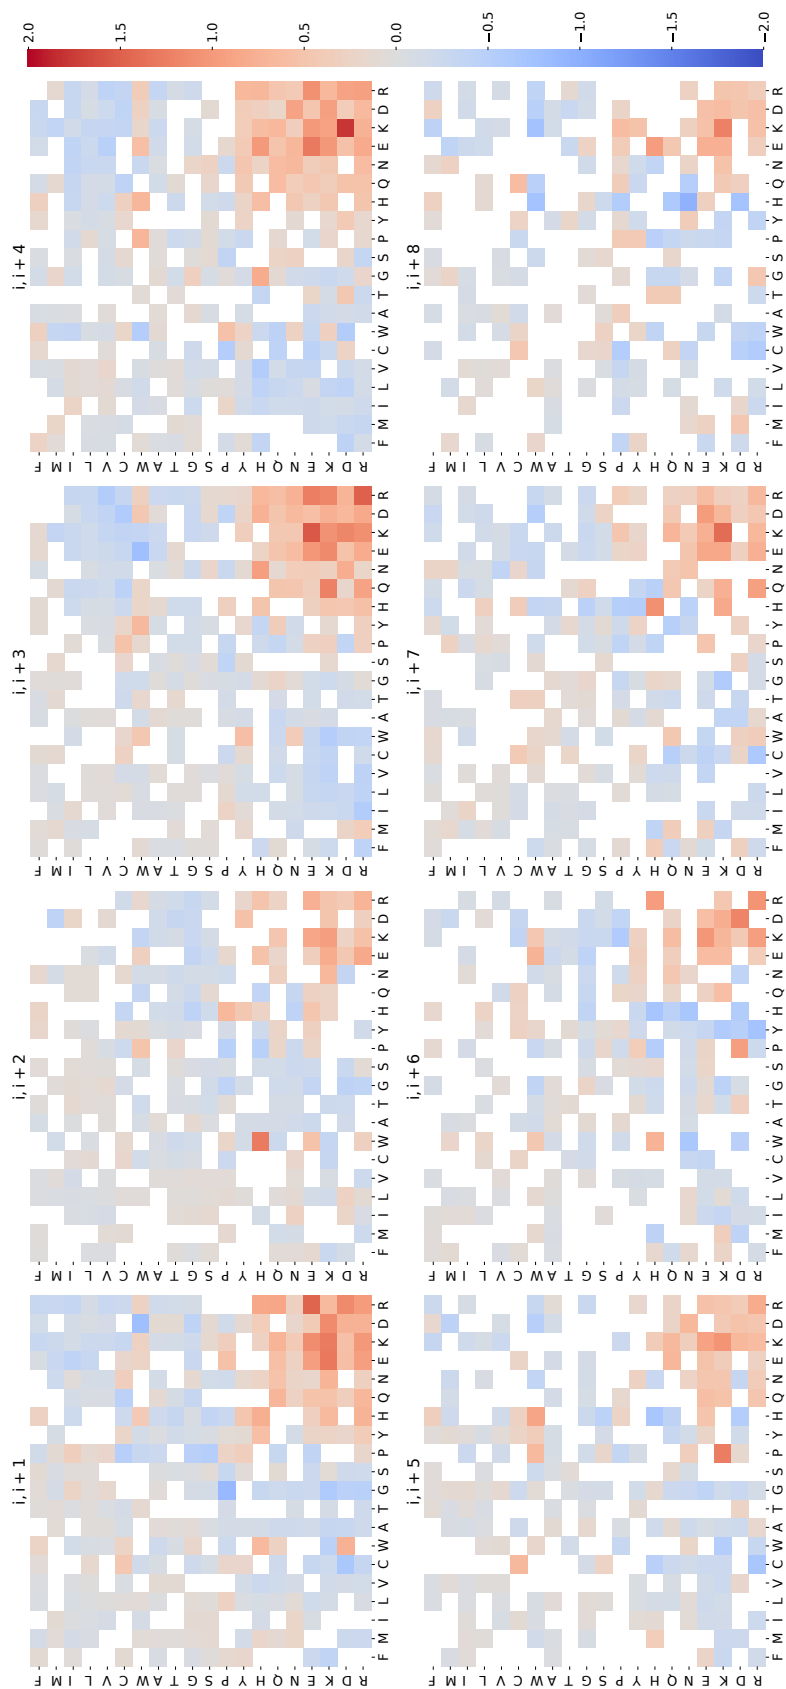 2.0
1.5
1.0
0.5
0.0
−0.5
−1.0
−1.5
−2.0
i, i + 4
F M I L V C W A T G S P Y H Q N E K D R
F M I L V C W A T G S P Y H Q N E K D R
i, i + 8
F M I L V C W A T G S P Y H Q N E K D R
F M I L V C W A T G S P Y H Q N E K D R
i, i + 3
F M I L V C W A T G S P Y H Q N E K D R
F M I L V C W A T G S P Y H Q N E K D R
i, i + 7
F M I L V C W A T G S P Y H Q N E K D R
F M I L V C W A T G S P Y H Q N E K D R
i, i + 2
F M I L V C W A T G S P Y H Q N E K D R
F M I L V C W A T G S P Y H Q N E K D R
i, i + 6
F M I L V C W A T G S P Y H Q N E K D R
F M I L V C W A T G S P Y H Q N E K D R
i, i + 1
F M I L V C W A T G S P Y H Q N E K D R
F M I L V C W A T G S P Y H Q N E K D R
i, i + 5
F M I L V C W A T G S P Y H Q N E K D R
F M I L V C W A T G S P Y H Q N E K D R